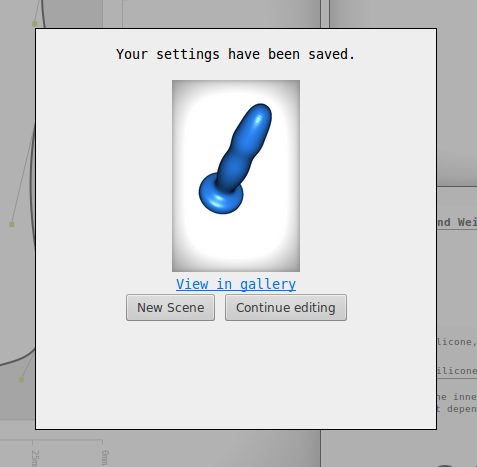 Your settings have been saved.
View in gallery
New Scene
Continue editing
nd Wei
licone,
ilicone
he inne
t depen
25m
0mm